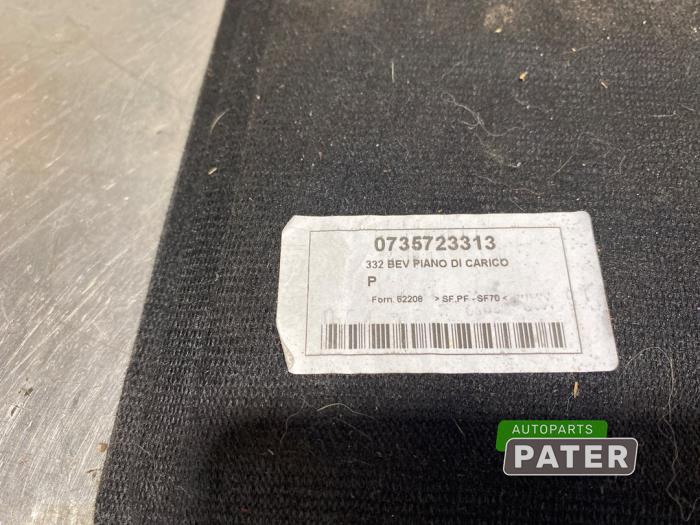 0735723313
332 BEV PIANO DI CARICO
P
Forn. 62208 > SF.PF - SF70 <
AUTOPARTS
PATER